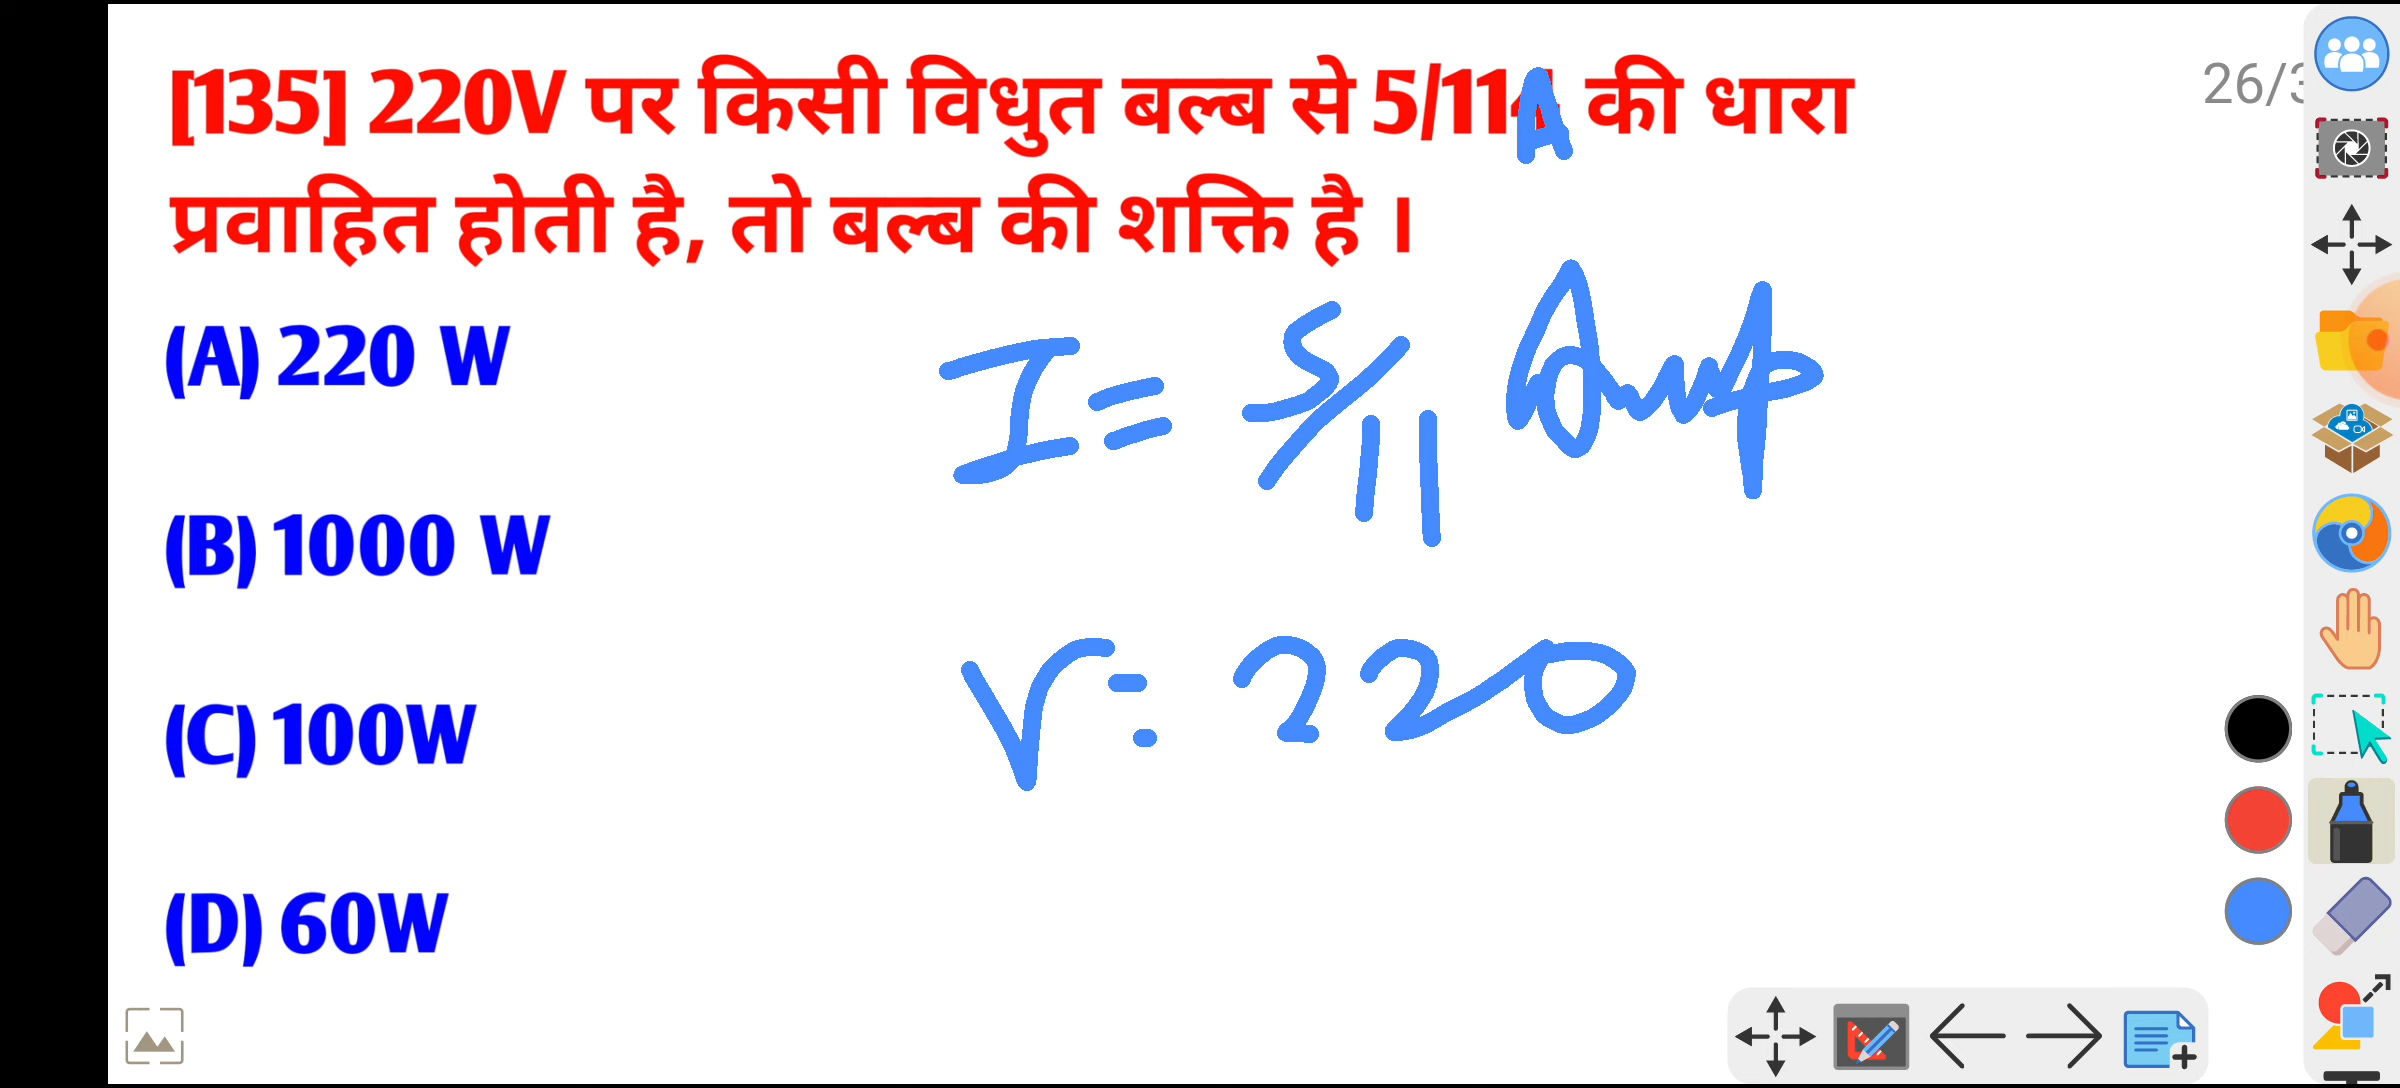 [135] 220V पर किसी विधुत बल्ब से 5/11A की धारा
प्रवाहित होती है, तो बल्ब की शक्ति है ।
26/3
(A) 220 W
I = 5/11 Amp
(B) 1000 W
(C) 100W
V = 220
(D) 60W